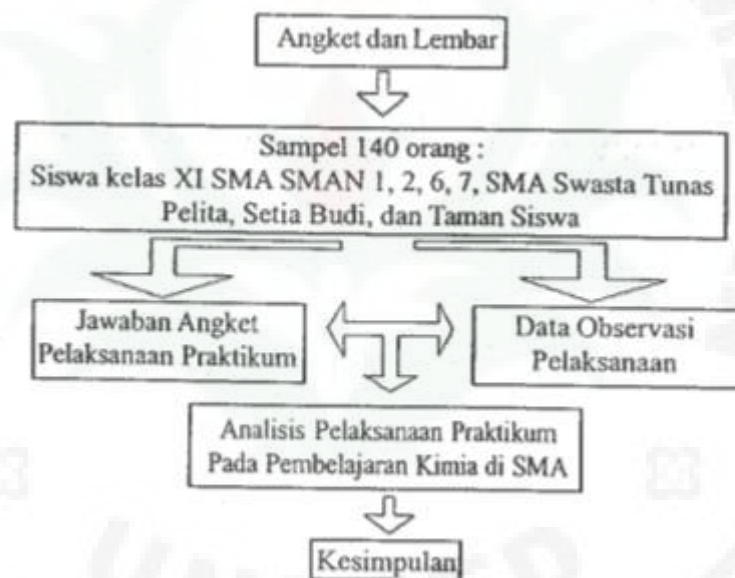 Angket dan Lembar
Sampel 140 orang :
Siswa kelas XI SMA SMAN 1, 2, 6, 7, SMA Swasta Tunas
Pelita, Setia Budi, dan Taman Siswa
Jawaban Angket
Pelaksanaan Praktikum
Data Observasi
Pelaksanaan
Analisis Pelaksanaan Praktikum
Pada Pembelajaran Kimia di SMA
Kesimpulan